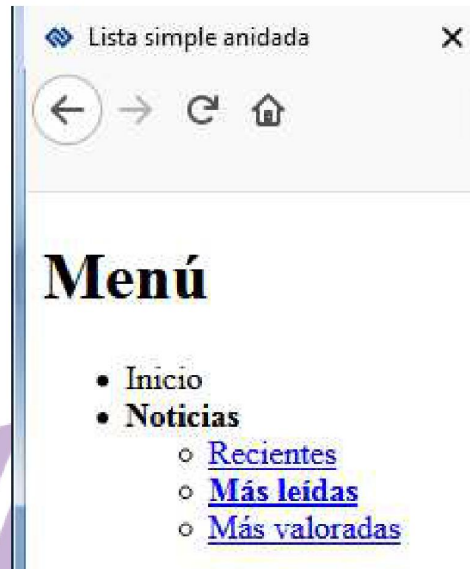 Lista simple anidada
Menú
Inicio
Noticias
Recientes
Más leídas
Más valoradas